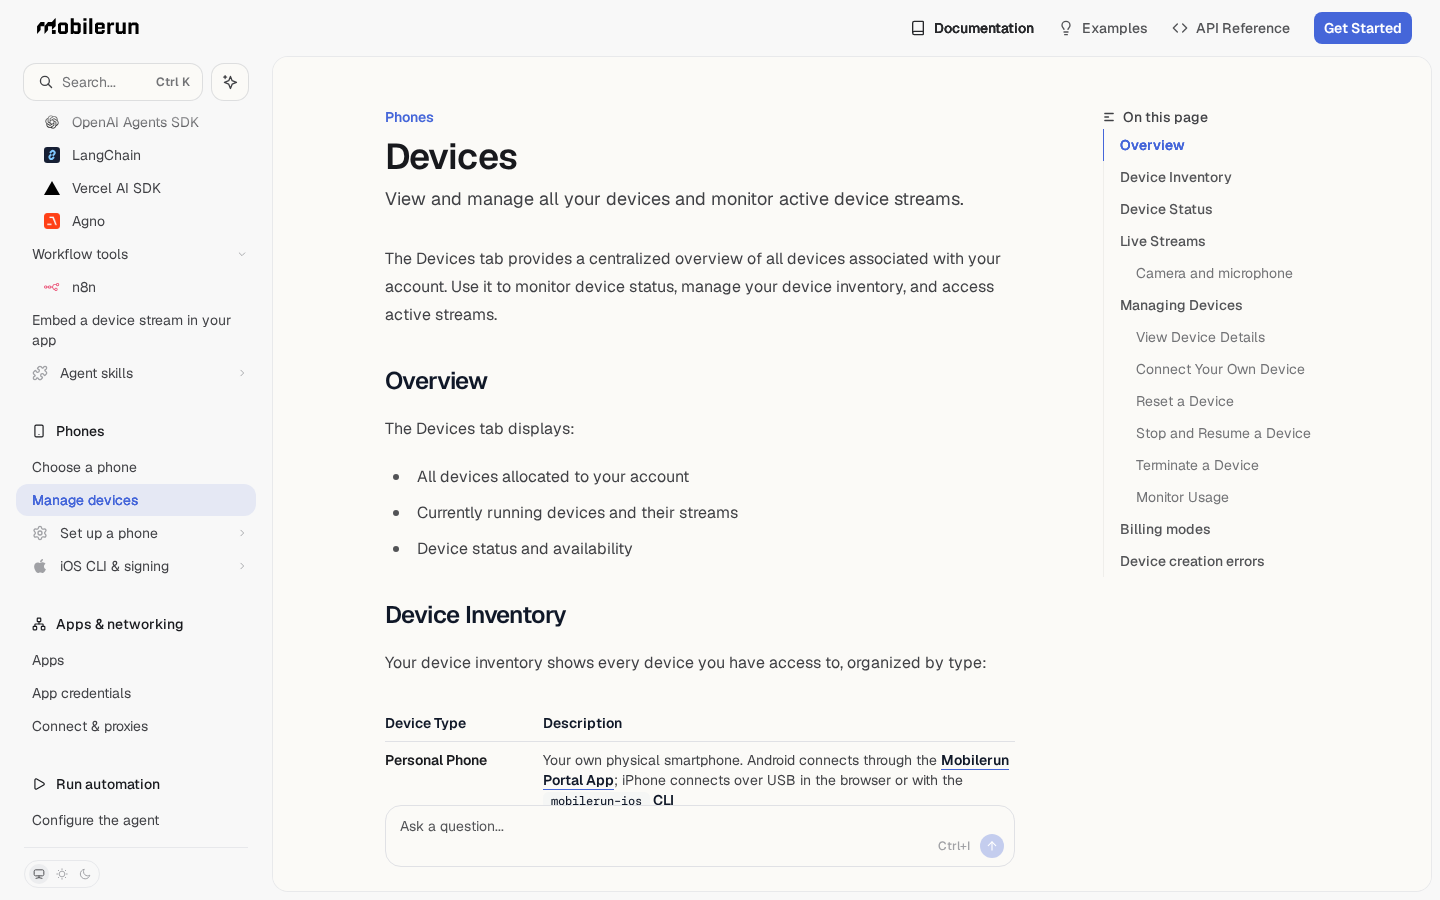 mobilerun
Documentation
Examples
API Reference
Get Started
Search...
Ctrl K
OpenAI Agents SDK
LangChain
Vercel AI SDK
Agno
Workflow tools
n8n
Embed a device stream in your
app
Agent skills
Phones
Choose a phone
Manage devices
Set up a phone
iOS CLI & signing
Apps & networking
Apps
App credentials
Connect & proxies
Run automation
Configure the agent
Phones
Devices
View and manage all your devices and monitor active device streams.
The Devices tab provides a centralized overview of all devices associated with your
account. Use it to monitor device status, manage your device inventory, and access
active streams.
Overview
The Devices tab displays:
All devices allocated to your account
Currently running devices and their streams
Device status and availability
Device Inventory
Your device inventory shows every device you have access to, organized by type:
Device Type Description
Personal Phone Your own physical smartphone. Android connects through the Mobilerun
Portal App; iPhone connects over USB in the browser or with the
mobilerun-ios CLI
Ask a question...
Ctrl+I
On this page
Overview
Device Inventory
Device Status
Live Streams
Camera and microphone
Managing Devices
View Device Details
Connect Your Own Device
Reset a Device
Stop and Resume a Device
Terminate a Device
Monitor Usage
Billing modes
Device creation errors